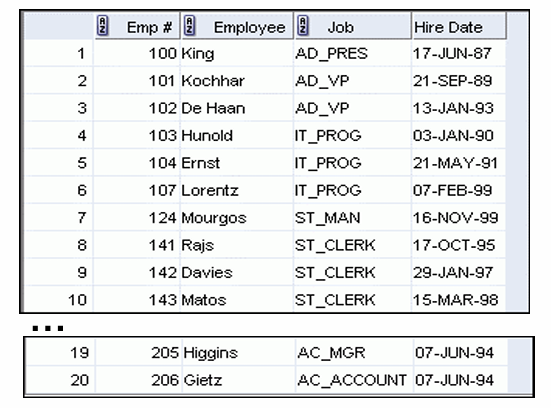 Emp # Employee Job Hire Date
1 100 King AD_PRES 17-JUN-87
2 101 Kochhar AD_VP 21-SEP-89
3 102 De Haan AD_VP 13-JAN-93
4 103 Hunold IT_PROG 03-JAN-90
5 104 Ernst IT_PROG 21-MAY-91
6 107 Lorentz IT_PROG 07-FEB-99
7 124 Mourgos ST_MAN 16-NOV-99
8 141 Rajs ST_CLERK 17-OCT-95
9 142 Davies ST_CLERK 29-JAN-97
10 143 Matos ST_CLERK 15-MAR-98
...
19 205 Higgins AC_MGR 07-JUN-94
20 206 Gietz AC_ACCOUNT 07-JUN-94